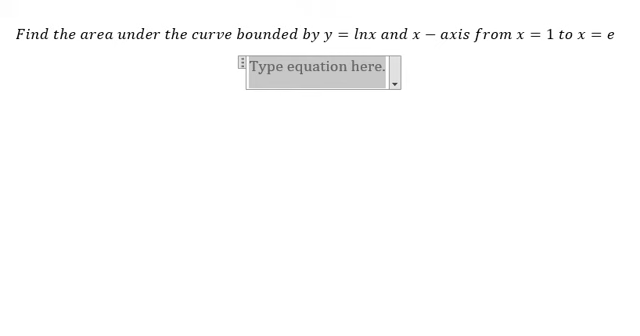 Find the area under the curve bounded by y = lnx and x − axis from x = 1 to x = e
Type equation here.